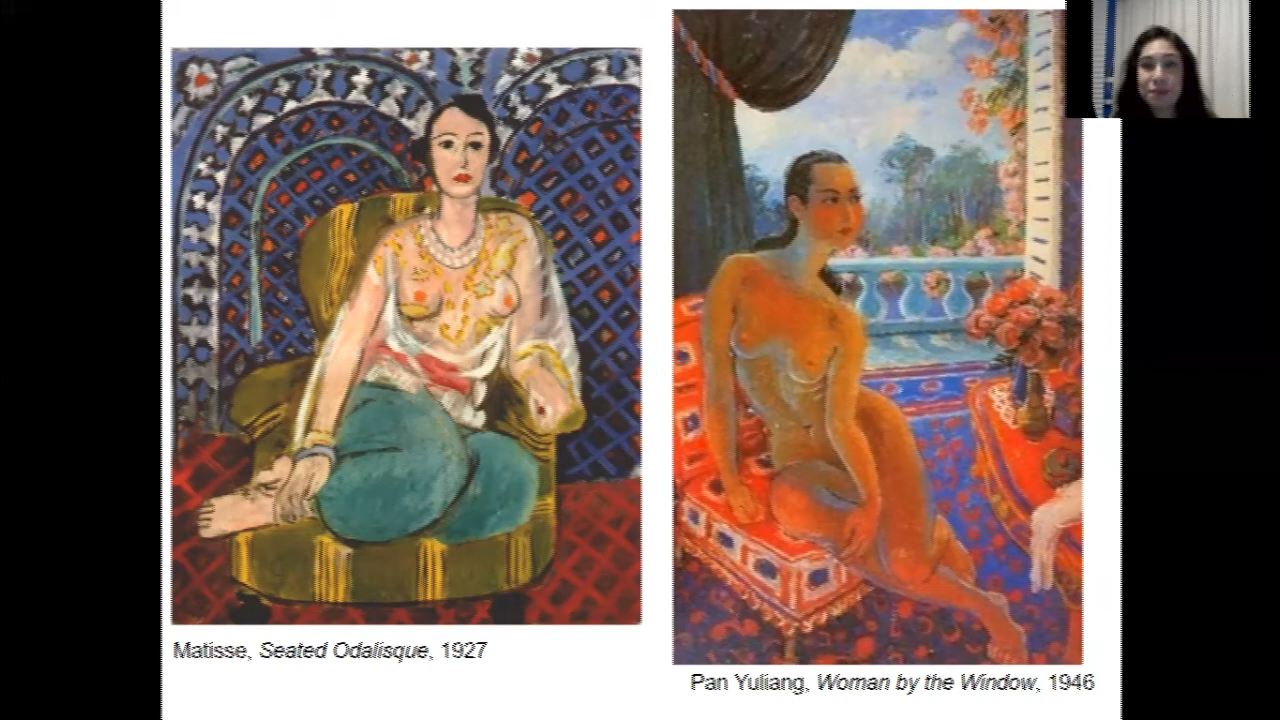 Matisse, Seated Odalisque, 1927
Pan Yuliang, Woman by the Window, 1946